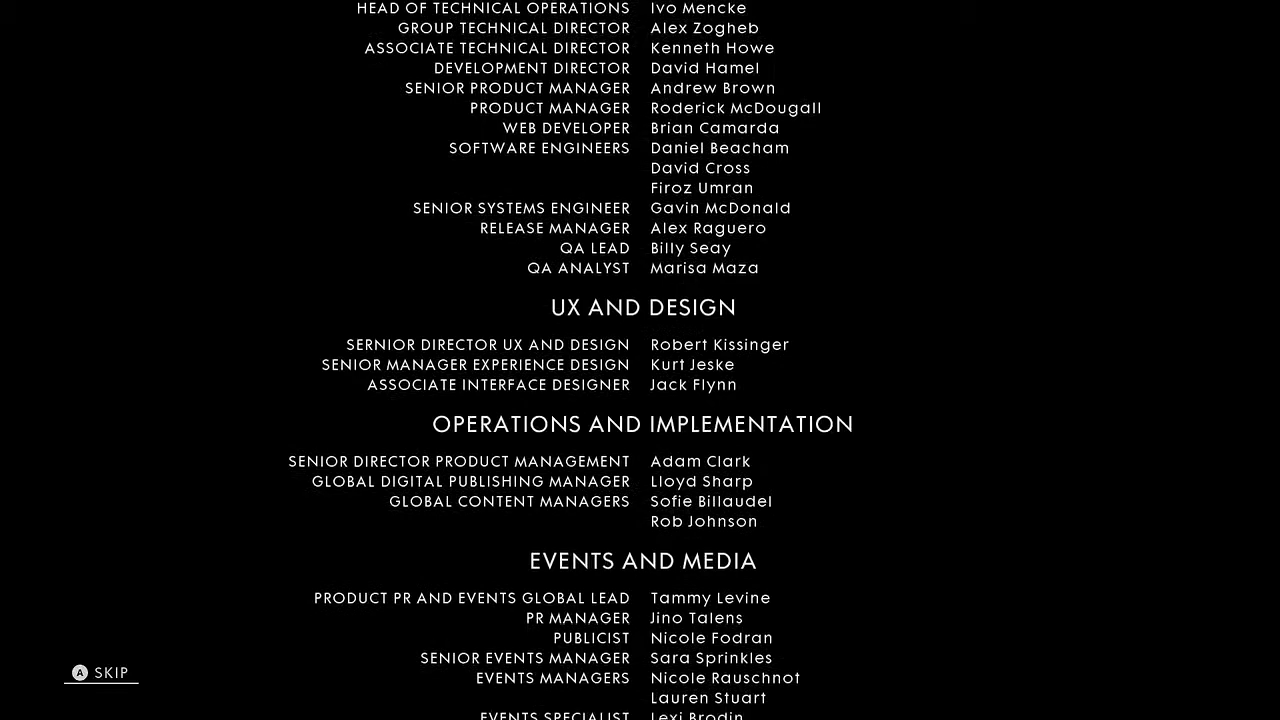 HEAD OF TECHNICAL OPERATIONS Ivo Mencke
GROUP TECHNICAL DIRECTOR Alex Zogheb
ASSOCIATE TECHNICAL DIRECTOR Kenneth Howe
DEVELOPMENT DIRECTOR David Hamel
SENIOR PRODUCT MANAGER Andrew Brown
PRODUCT MANAGER Roderick McDougall
WEB DEVELOPER Brian Camarda
SOFTWARE ENGINEERS Daniel Beacham
David Cross
Firoz Umran
SENIOR SYSTEMS ENGINEER Gavin McDonald
RELEASE MANAGER Alex Raguero
QA LEAD Billy Seay
QA ANALYST Marisa Maza
UX AND DESIGN
SERNIOR DIRECTOR UX AND DESIGN Robert Kissinger
SENIOR MANAGER EXPERIENCE DESIGN Kurt Jeske
ASSOCIATE INTERFACE DESIGNER Jack Flynn
OPERATIONS AND IMPLEMENTATION
SENIOR DIRECTOR PRODUCT MANAGEMENT Adam Clark
GLOBAL DIGITAL PUBLISHING MANAGER Lloyd Sharp
GLOBAL CONTENT MANAGERS Sofie Billaudel
Rob Johnson
EVENTS AND MEDIA
PRODUCT PR AND EVENTS GLOBAL LEAD Tammy Levine
PR MANAGER Jino Talens
PUBLICIST Nicole Fodran
SENIOR EVENTS MANAGER Sara Sprinkles
EVENTS MANAGERS Nicole Rauschnot
Lauren Stuart
EVENTS SPECIALIST Lexi Brodin
A SKIP